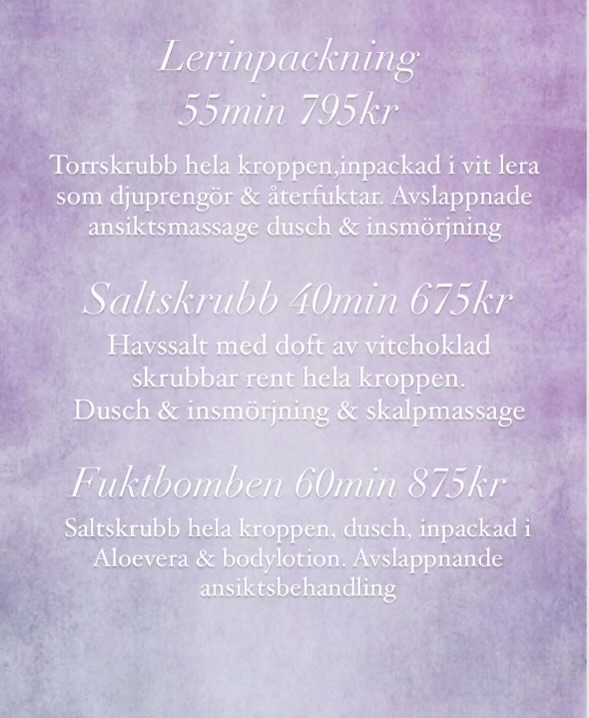 Lerinpackning
55min 795kr
Torrskrubb hela kroppen,inpackad i vit lera
som djuprengör & återfuktar. Avslappnade
ansiktsmassage dusch & insmörjning
Saltskrubb 40min 675kr
Havssalt med doft av vitchoklad
skrubbar rent hela kroppen.
Dusch & insmörjning & skalpmassage
Fuktbomben 60min 875kr
Saltskrubb hela kroppen, dusch, inpackad i
Aloevera & bodylotion. Avslappnande
ansiktsbehandling